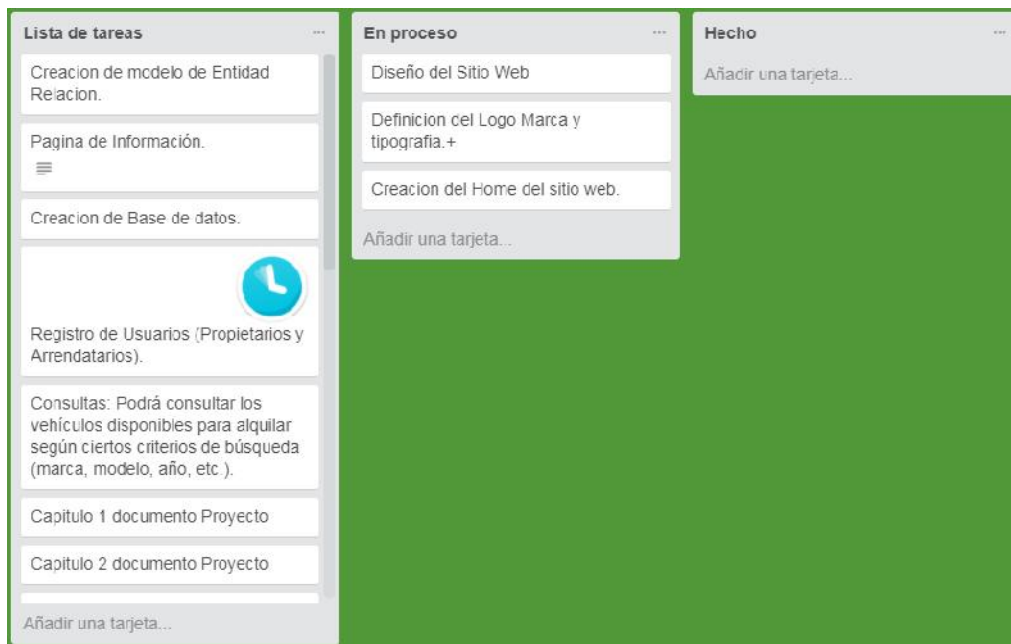 Lista de tareas
Creacion de modelo de Entidad
Relacion.
Pagina de Información.
Creacion de Base de datos.
Registro de Usuarios (Propietarios y
Arrendatarios).
Consultas: Podrá consultar los
vehículos disponibles para alquilar
según ciertos criterios de búsqueda
(marca, modelo, año, etc.).
Capitulo 1 documento Proyecto
Capitulo 2 documento Proyecto
Añadir una tarjeta...
En proceso
Diseño del Sitio Web
Definicion del Logo Marca y
tipografia.+
Creacion del Home del sitio web.
Añadir una tarjeta...
Hecho
Añadir una tarjeta...